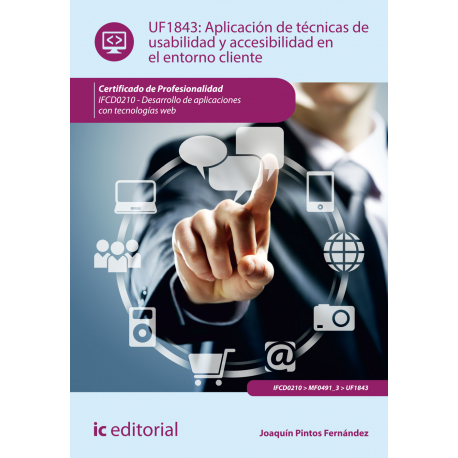 UF1843: Aplicación de técnicas de
usabilidad y accesibilidad en
el entorno cliente
Certificado de Profesionalidad
IFCD0210 - Desarrollo de aplicaciones
con tecnologías web
@
IFCD0210 > MF0491_3 > UF1843
ic editorial
Joaquín Pintos Fernández